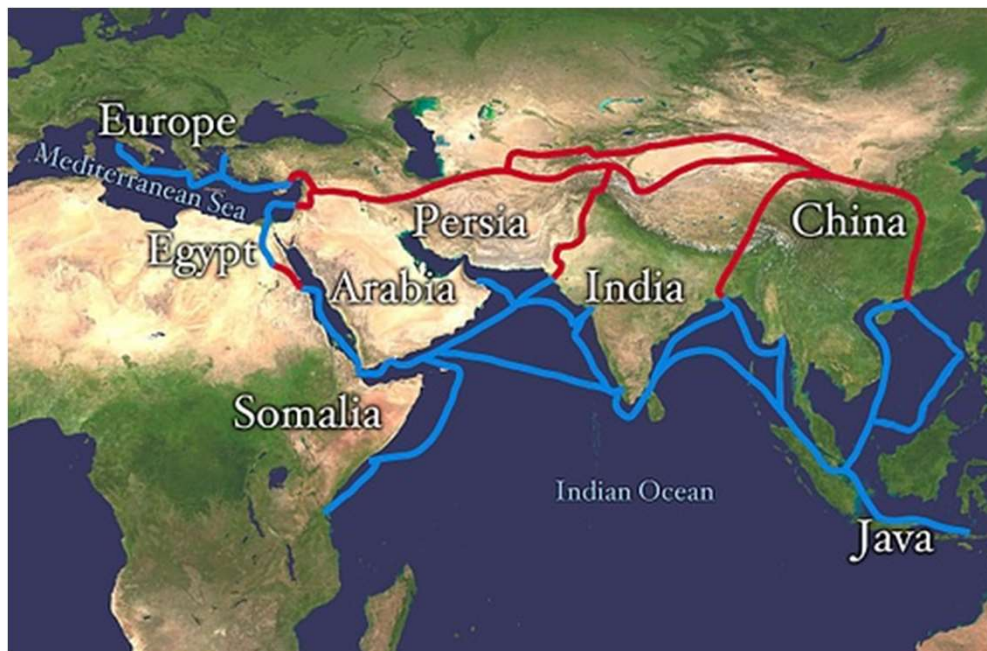 Europe
Mediterranean Sea
Egypt
Persia
Arabia
India
China
Somalia
Indian Ocean
Java